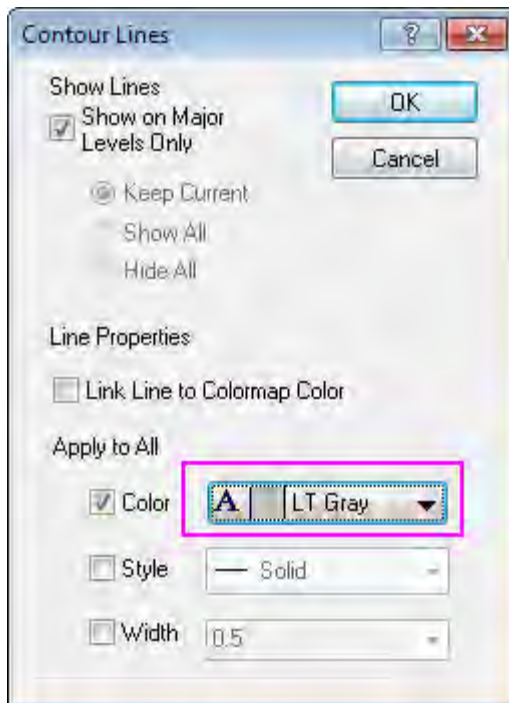 Contour Lines
?
Show Lines
Show on Major
Levels Only
OK
Cancel
Keep Current
Show All
Hide All
Line Properties
Link Line to Colormap Color
Apply to All
Color
A LT Gray
Style
Solid
Width
0.5